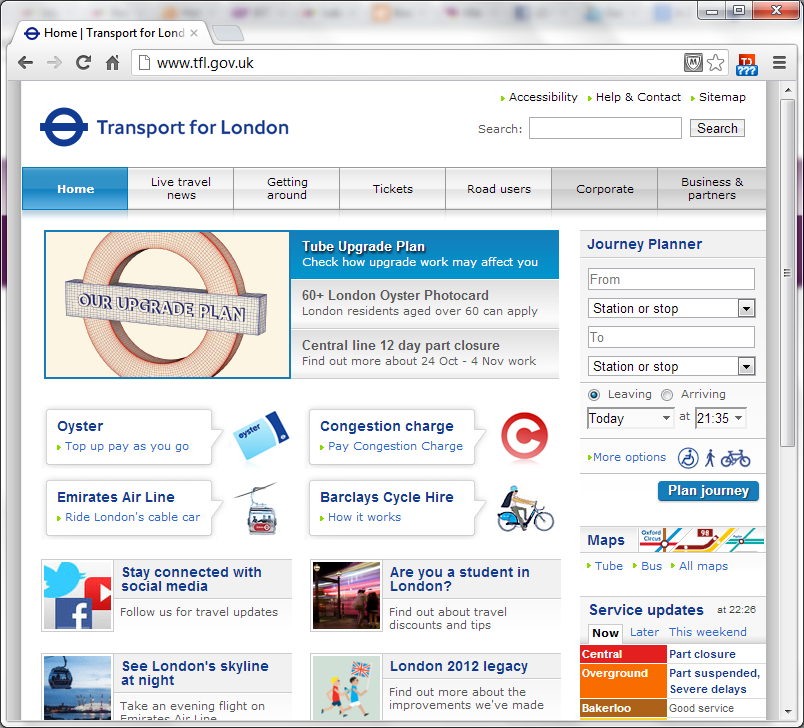 Home | Transport for Lond
www.tfl.gov.uk
Accessibility
Help & Contact
Sitemap
Transport for London
Search:
Search
Home
Live travel
news
Getting
around
Tickets
Road users
Corporate
Business &
partners
OUR UPGRADE PLAN
Tube Upgrade Plan
Check how upgrade work may affect you
60+ London Oyster Photocard
London residents aged over 60 can apply
Central line 12 day part closure
Find out more about 24 Oct - 4 Nov work
Journey Planner
From
Station or stop
To
Station or stop
Leaving
Arriving
Today
at
21:35
More options
Plan journey
Oyster
Top up pay as you go
oyster
Congestion charge
Pay Congestion Charge
C
Emirates Air Line
Ride London's cable car
Barclays Cycle Hire
How it works
Stay connected with
social media
Follow us for travel updates
Are you a student in
London?
Find out about travel
discounts and tips
See London's skyline
at night
Take an evening flight on
Emirates Air Line
London 2012 legacy
Find out more about the
improvements we've made
Maps
Oxford
Circus
98
Tube
Bus
All maps
Service updates
at 22:26
Now
Later
This weekend
Central
Part closure
Overground
Part suspended,
Severe delays
Bakerloo
Good service